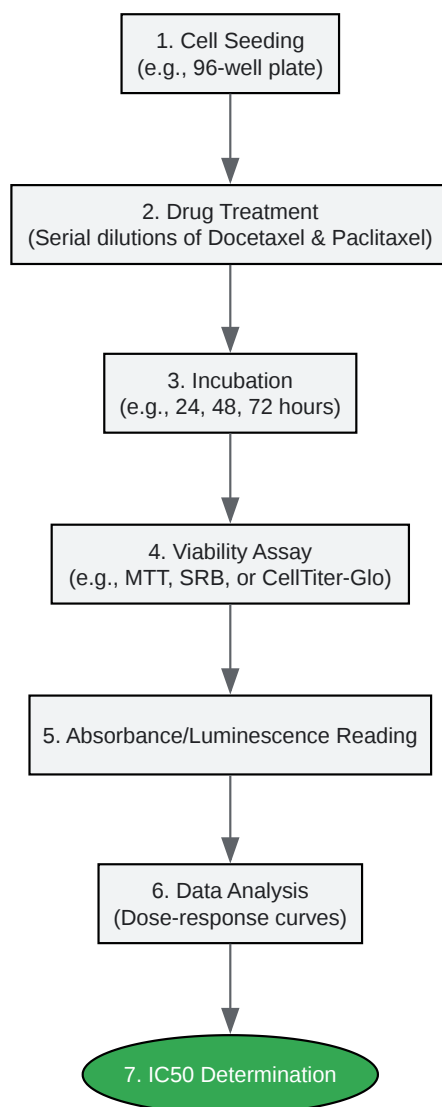 1. Cell Seeding
(e.g., 96-well plate)
2. Drug Treatment
(Serial dilutions of Docetaxel & Paclitaxel)
3. Incubation
(e.g., 24, 48, 72 hours)
4. Viability Assay
(e.g., MTT, SRB, or CellTiter-Glo)
5. Absorbance/Luminescence Reading
6. Data Analysis
(Dose-response curves)
7. IC50 Determination